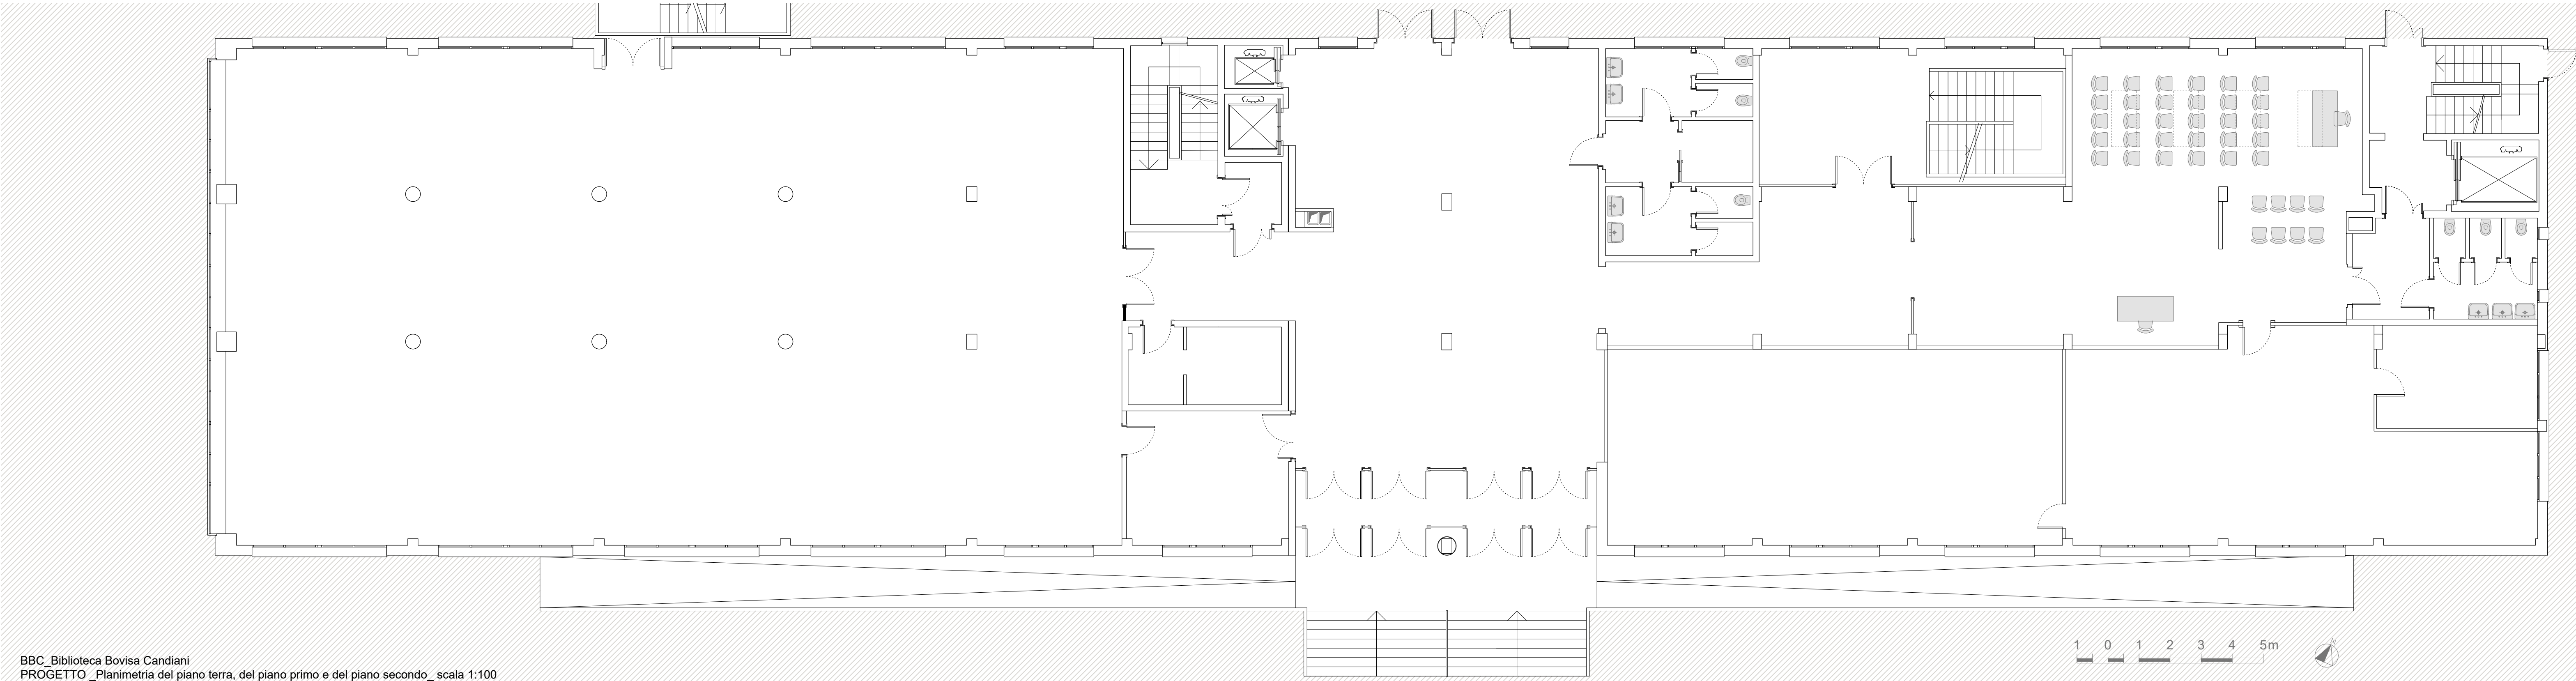 BBC_Biblioteca Bovisa Candiani
PROGETTO _Planimetria del piano terra, del piano primo e del piano secondo_ scala 1:100
1 0 1 2 3 4 5m
N